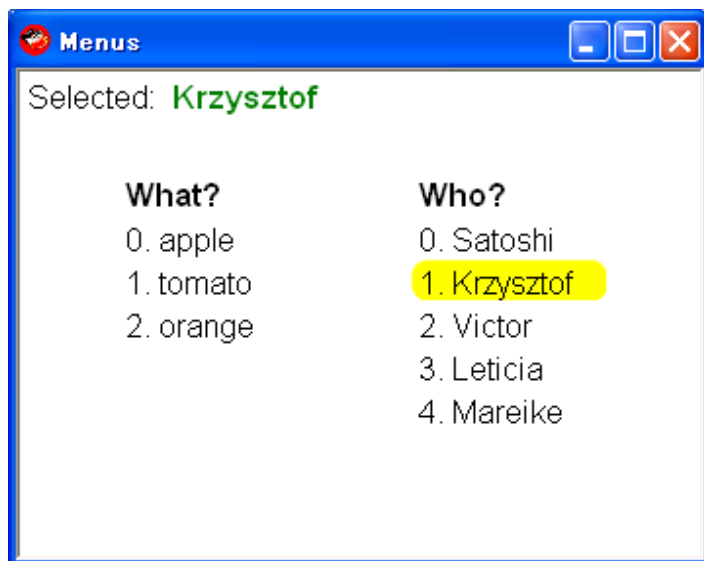 Menus
Selected: Krzysztof
What?
0. apple
1. tomato
2. orange
Who?
0. Satoshi
1. Krzysztof
2. Victor
3. Leticia
4. Mareike